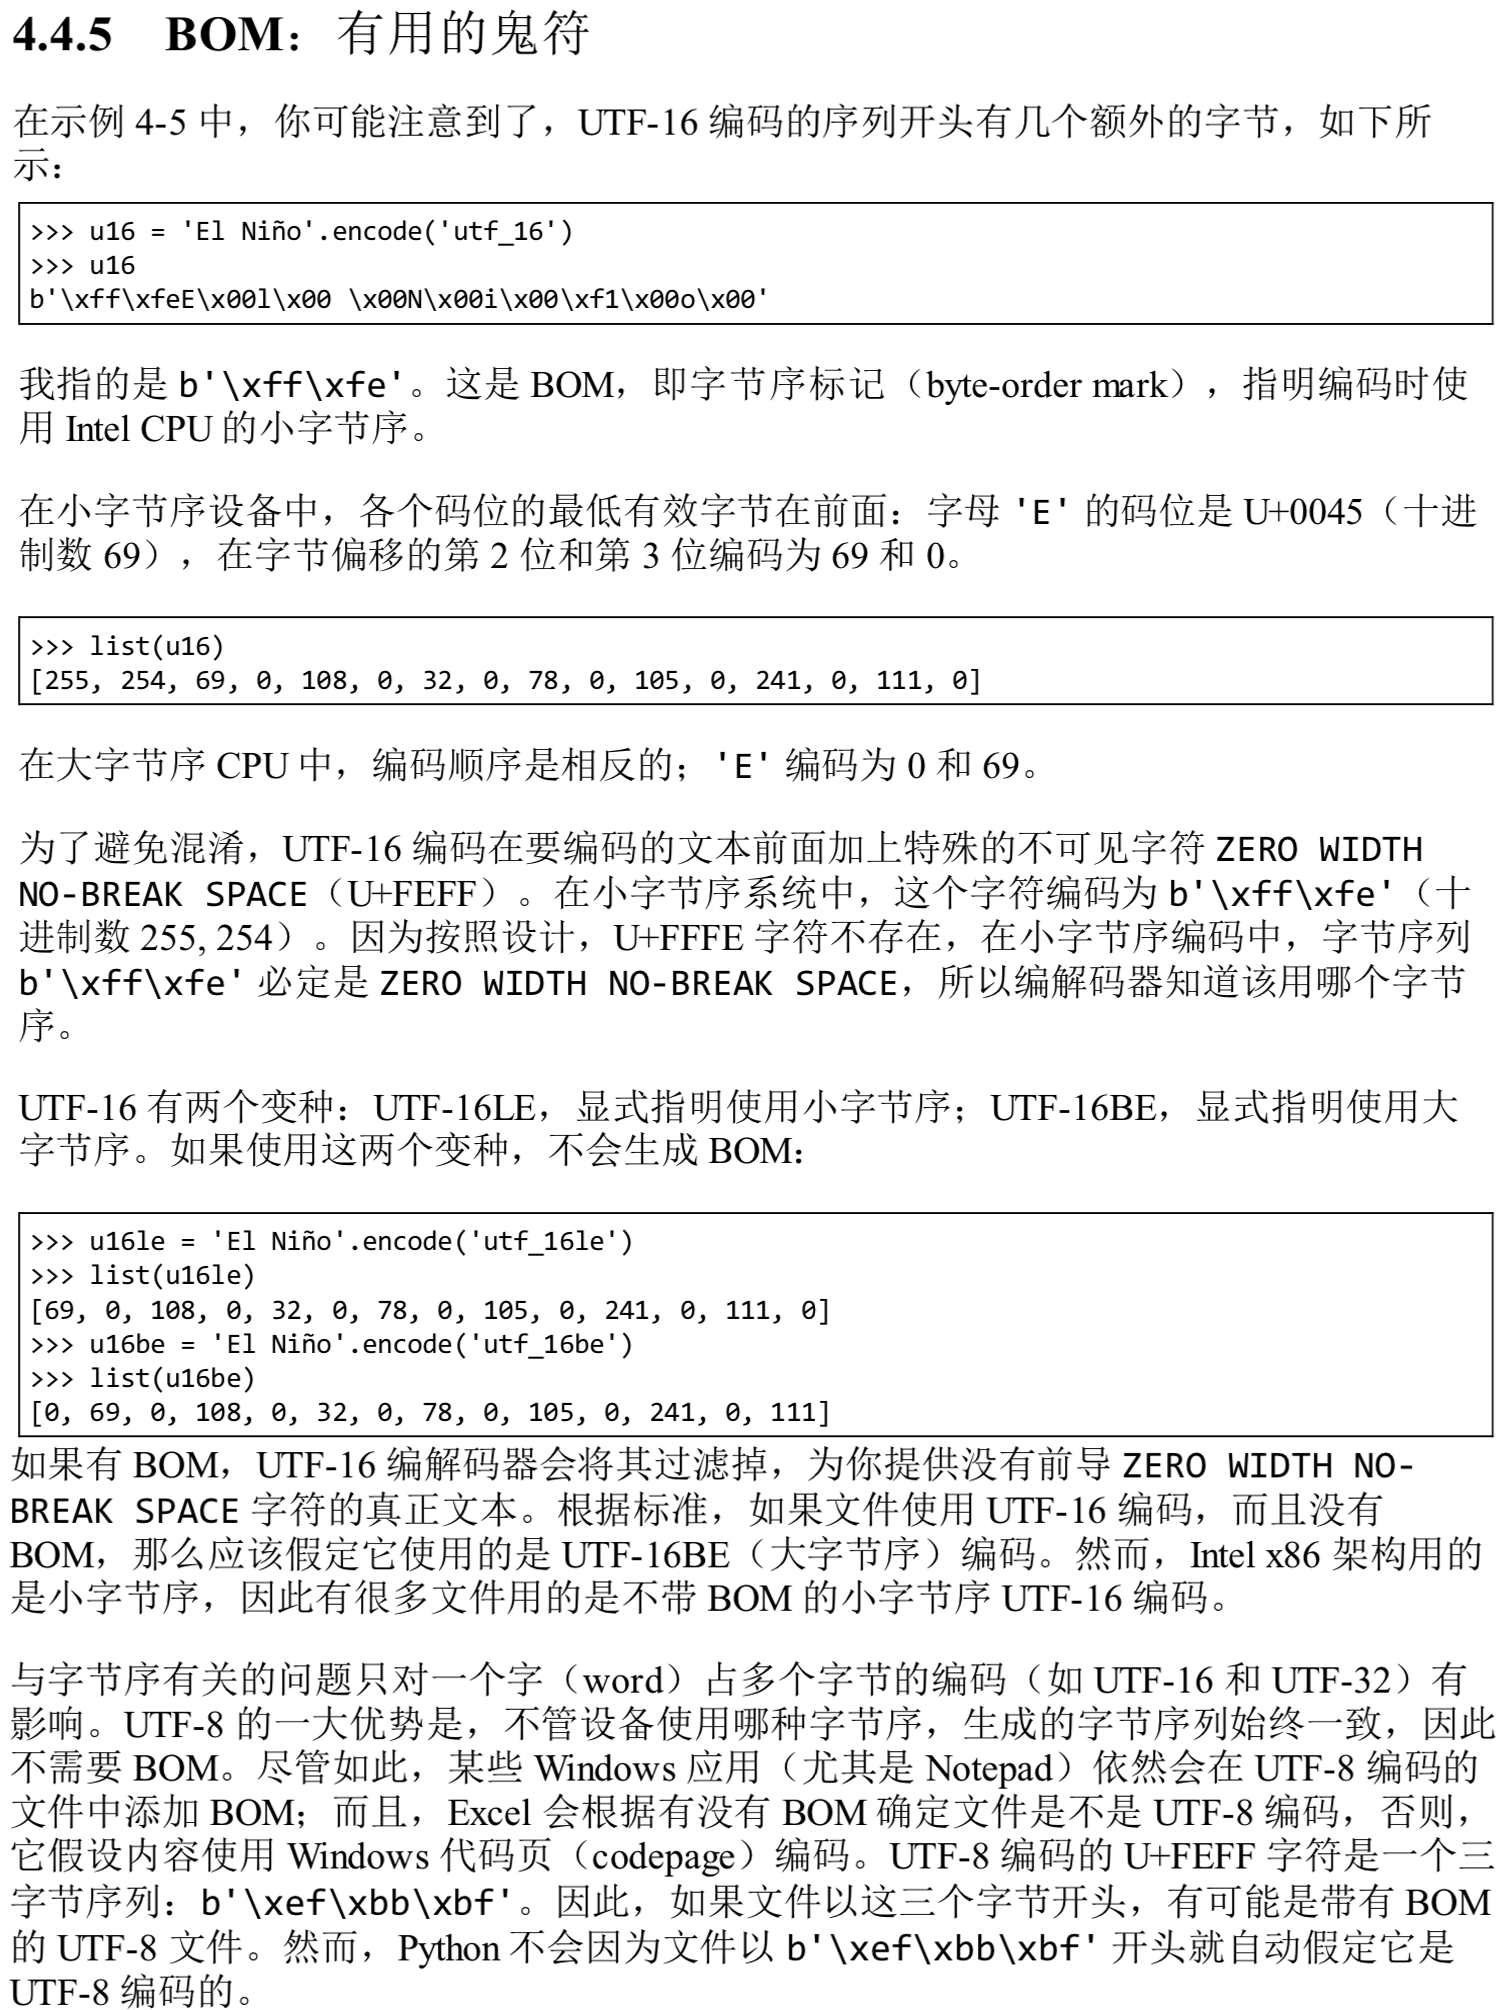 4.4.5 BOM：有用的鬼符
在示例 4-5 中，你可能注意到了，UTF-16 编码的序列开头有几个额外的字节，如下所
示：
>>> u16 = 'El Niño'.encode('utf_16')
>>> u16
b'\xff\xfeE\x00l\x00 \x00N\x00i\x00\xf1\x00o\x00'
我指的是 b'\xff\xfe'。这是 BOM，即字节序标记（byte-order mark），指明编码时使
用 Intel CPU 的小字节序。
在小字节序设备中，各个码位的最低有效字节在前面：字母 'E' 的码位是 U+0045（十进
制数 69），在字节偏移的第 2 位和第 3 位编码为 69 和 0。
>>> list(u16)
[255, 254, 69, 0, 108, 0, 32, 0, 78, 0, 105, 0, 241, 0, 111, 0]
在大字节序 CPU 中，编码顺序是相反的；'E' 编码为 0 和 69。
为了避免混淆，UTF-16 编码在要编码的文本前面加上特殊的不可见字符 ZERO WIDTH
NO-BREAK SPACE（U+FEFF）。在小字节序系统中，这个字符编码为 b'\xff\xfe'（十
进制数 255, 254）。因为按照设计，U+FFFE 字符不存在，在小字节序编码中，字节序列
b'\xff\xfe' 必定是 ZERO WIDTH NO-BREAK SPACE，所以编解码器知道该用哪个字节
序。
UTF-16 有两个变种：UTF-16LE，显式指明使用小字节序；UTF-16BE，显式指明使用大
字节序。如果使用这两个变种，不会生成 BOM：
>>> u16le = 'El Niño'.encode('utf_16le')
>>> list(u16le)
[69, 0, 108, 0, 32, 0, 78, 0, 105, 0, 241, 0, 111, 0]
>>> u16be = 'El Niño'.encode('utf_16be')
>>> list(u16be)
[0, 69, 0, 108, 0, 32, 0, 78, 0, 105, 0, 241, 0, 111]
如果有 BOM，UTF-16 编解码器会将其过滤掉，为你提供没有前导 ZERO WIDTH NO-
BREAK SPACE 字符的真正文本。根据标准，如果文件使用 UTF-16 编码，而且没有
BOM，那么应该假定它使用的是 UTF-16BE（大字节序）编码。然而，Intel x86 架构用的
是小字节序，因此有很多文件用的是不带 BOM 的小字节序 UTF-16 编码。
与字节序有关的问题只对一个字（word）占多个字节的编码（如 UTF-16 和 UTF-32）有
影响。UTF-8 的一大优势是，不管设备使用哪种字节序，生成的字节序列始终一致，因此
不需要 BOM。尽管如此，某些 Windows 应用（尤其是 Notepad）依然会在 UTF-8 编码的
文件中添加 BOM；而且，Excel 会根据有没有 BOM 确定文件是不是 UTF-8 编码，否则，
它假设内容使用 Windows 代码页（codepage）编码。UTF-8 编码的 U+FEFF 字符是一个三
字节序列：b'\xef\xbb\xbf'。因此，如果文件以这三个字节开头，有可能是带有 BOM
的 UTF-8 文件。然而，Python 不会因为文件以 b'\xef\xbb\xbf' 开头就自动假定它是
UTF-8 编码的。